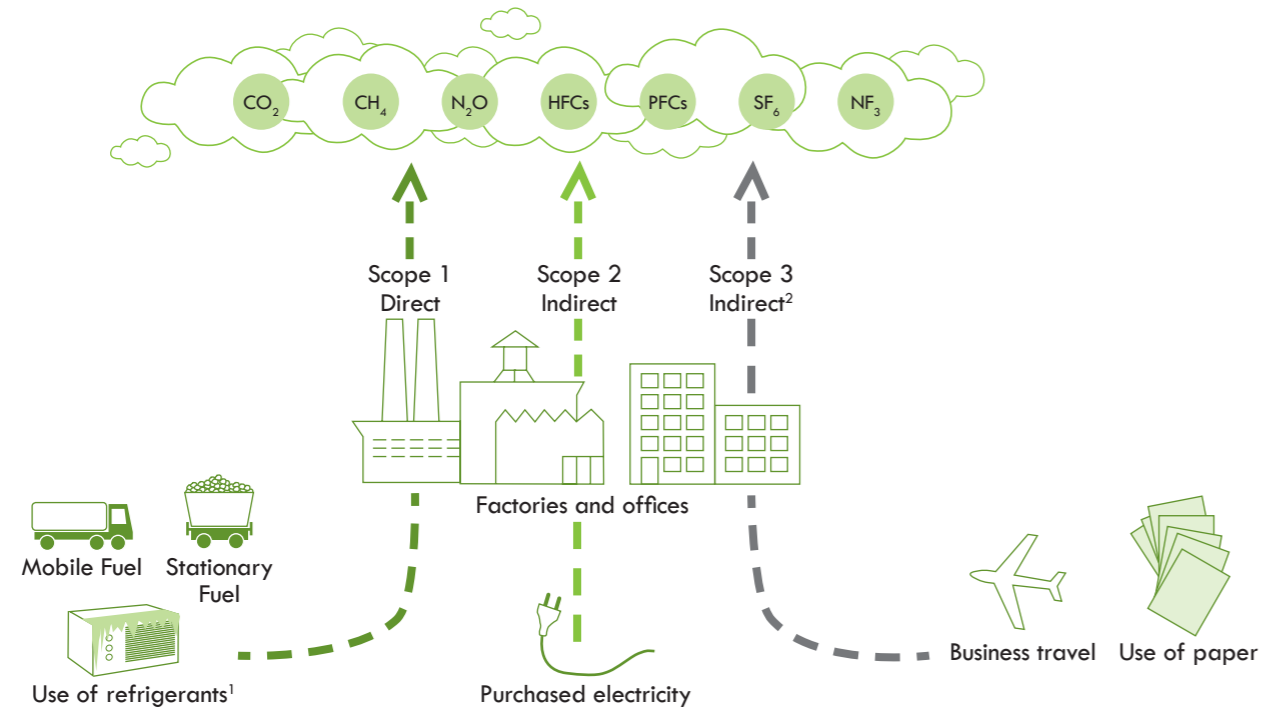 CO₂ CH₄ N₂O HFCs PFCs SF₆ NF₃
Scope 1
Direct
Scope 2
Indirect
Scope 3
Indirect²
Factories and offices
Mobile Fuel
Stationary
Fuel
Use of refrigerants¹
Purchased electricity
Business travel
Use of paper